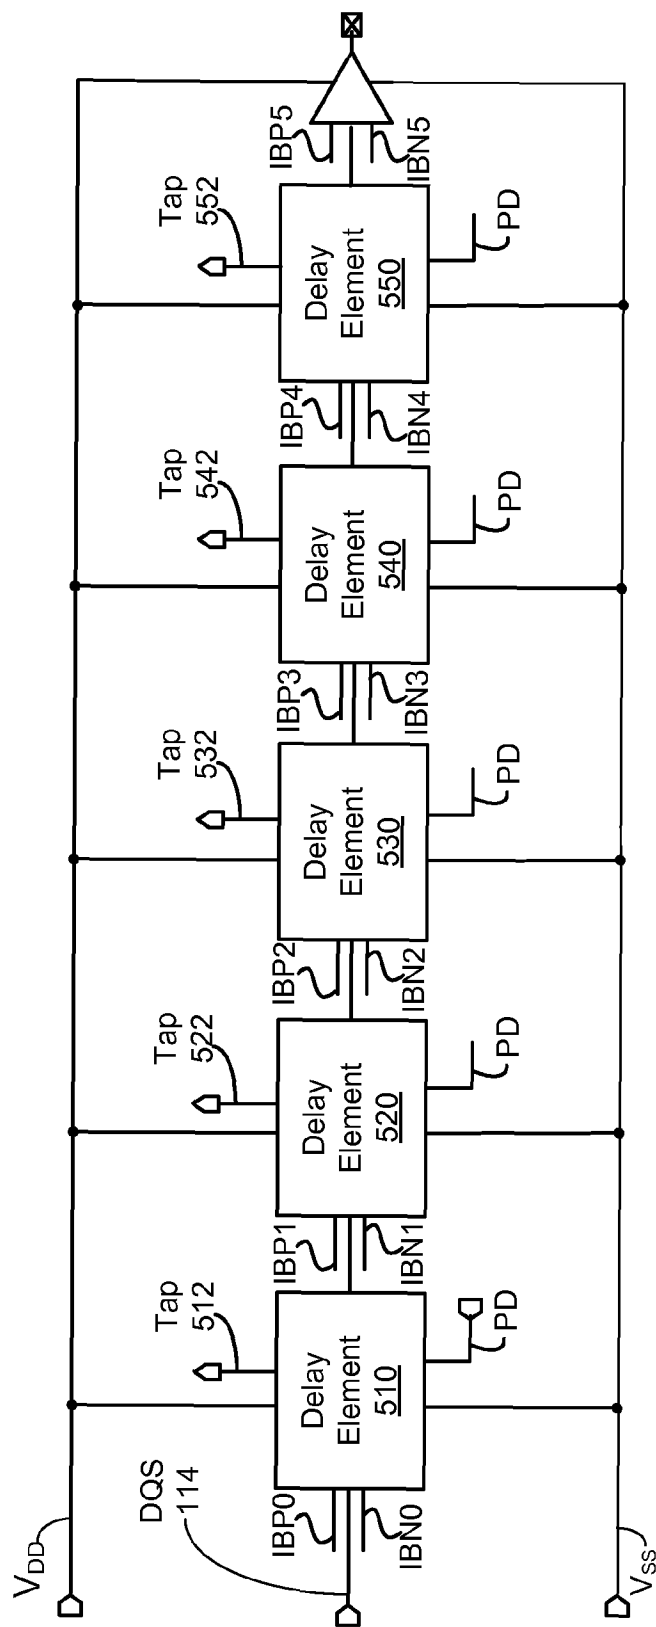 V_DD
DQS
114
V_SS
IBP0
IBN0
Tap
512
Delay
Element
510
PD
IBP1
IBN1
Tap
522
Delay
Element
520
PD
IBP2
IBN2
Tap
532
Delay
Element
530
PD
IBP3
IBN3
Tap
542
Delay
Element
540
PD
IBP4
IBN4
Tap
552
Delay
Element
550
PD
IBP5
IBN5